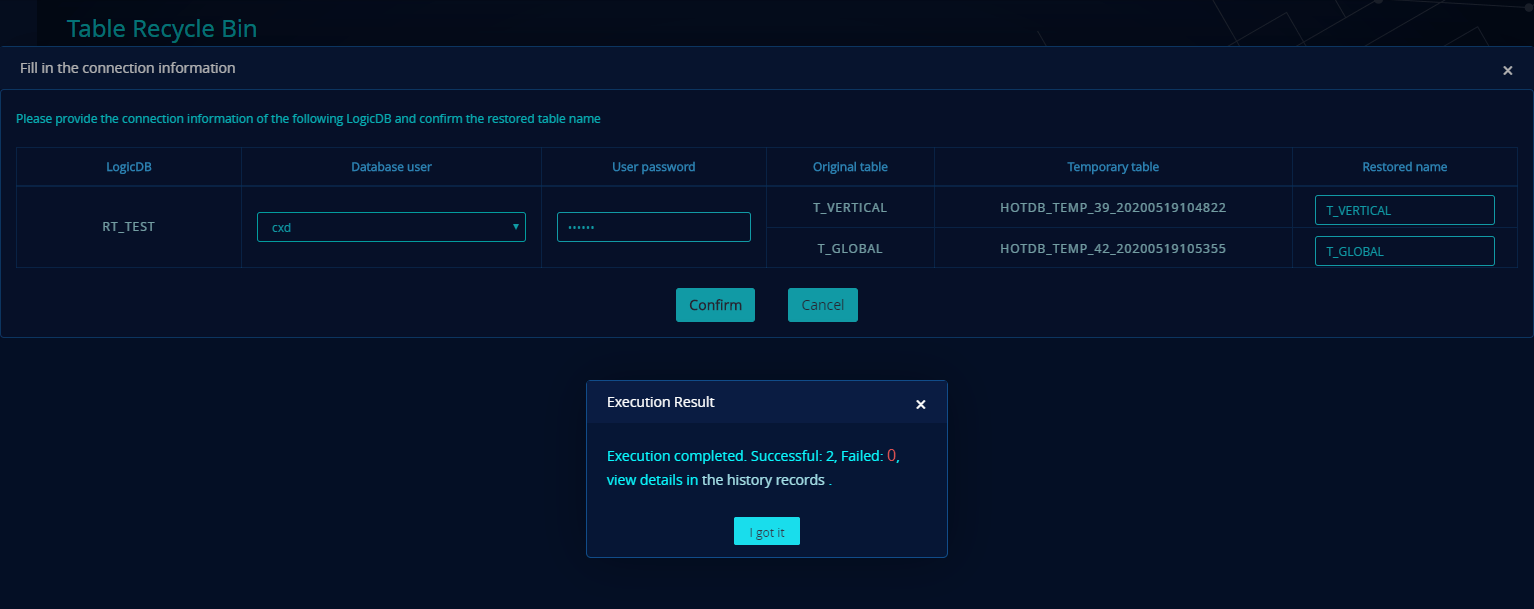 Table Recycle Bin
Fill in the connection information ×
Please provide the connection information of the following LogicDB and confirm the restored table name
LogicDB Database user User password Original table Temporary table Restored name
RT_TEST cxd ▼ •••••• T_VERTICAL HOTDB_TEMP_39_20200519104822 T_VERTICAL
T_GLOBAL HOTDB_TEMP_42_20200519105355 T_GLOBAL
Confirm Cancel
Execution Result ×
Execution completed. Successful: 2, Failed: 0,
view details in the history records .
I got it